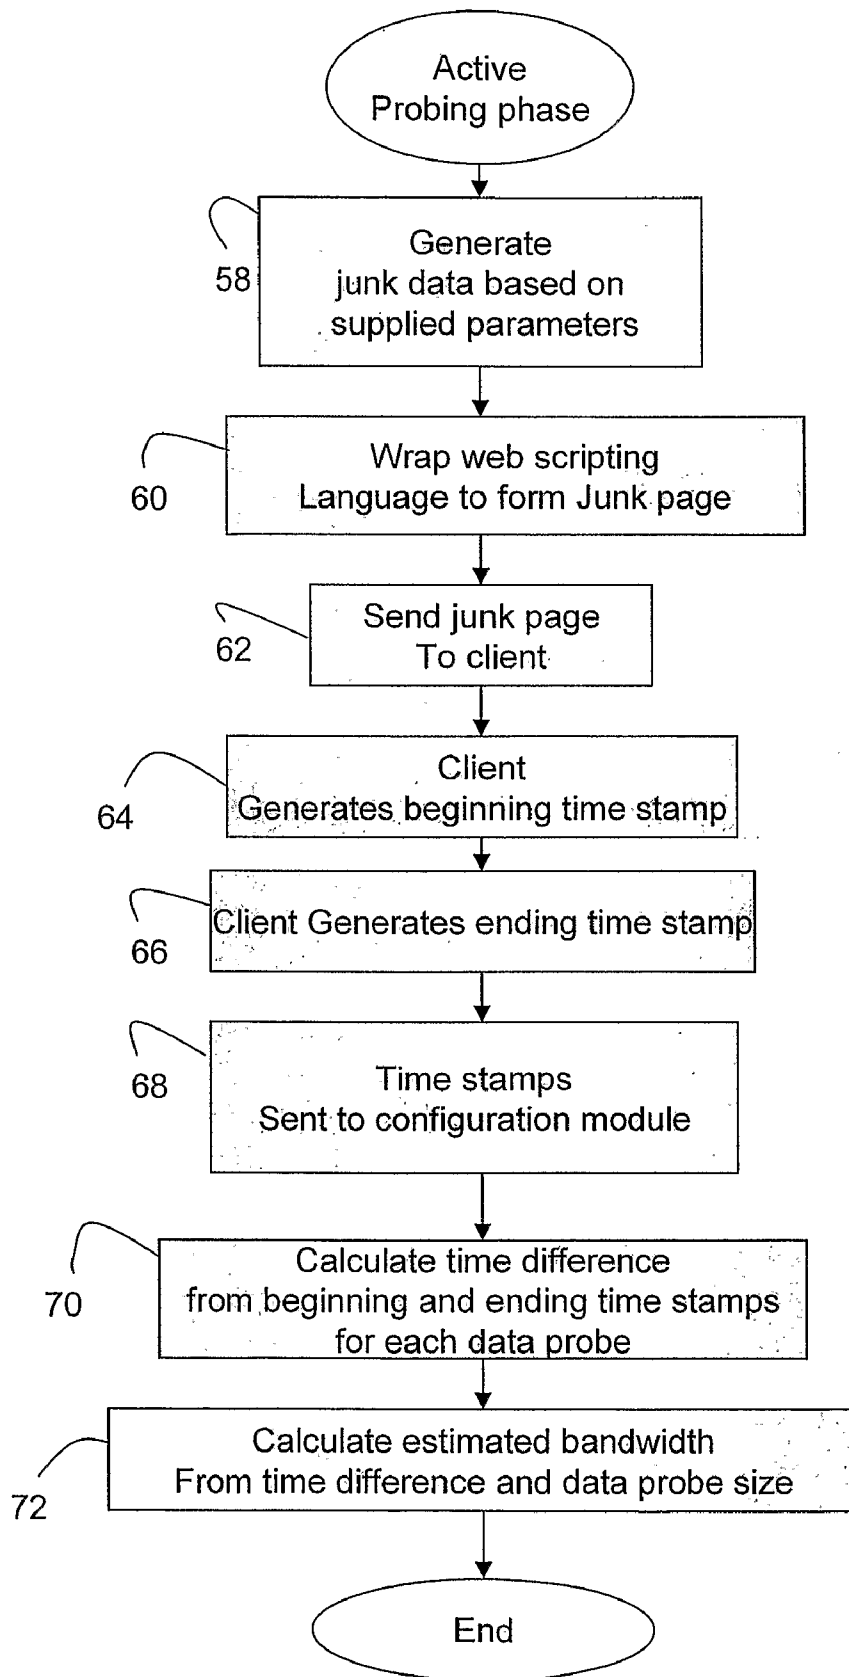 Active
Probing phase
58
Generate
junk data based on
supplied parameters
60
Wrap web scripting
Language to form Junk page
62
Send junk page
To client
64
Client
Generates beginning time stamp
66
Client Generates ending time stamp
68
Time stamps
Sent to configuration module
70
Calculate time difference
from beginning and ending time stamps
for each data probe
72
Calculate estimated bandwidth
From time difference and data probe size
End